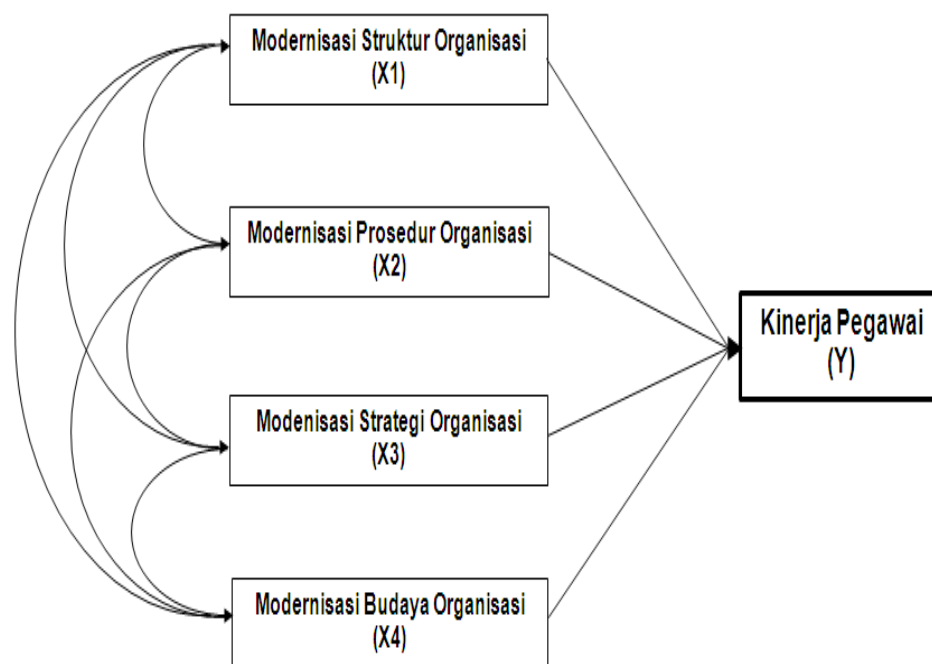 Modernisasi Struktur Organisasi
(X1)
Modernisasi Prosedur Organisasi
(X2)
Modenisasi Strategi Organisasi
(X3)
Modernisasi Budaya Organisasi
(X4)
Kinerja Pegawai
(Y)